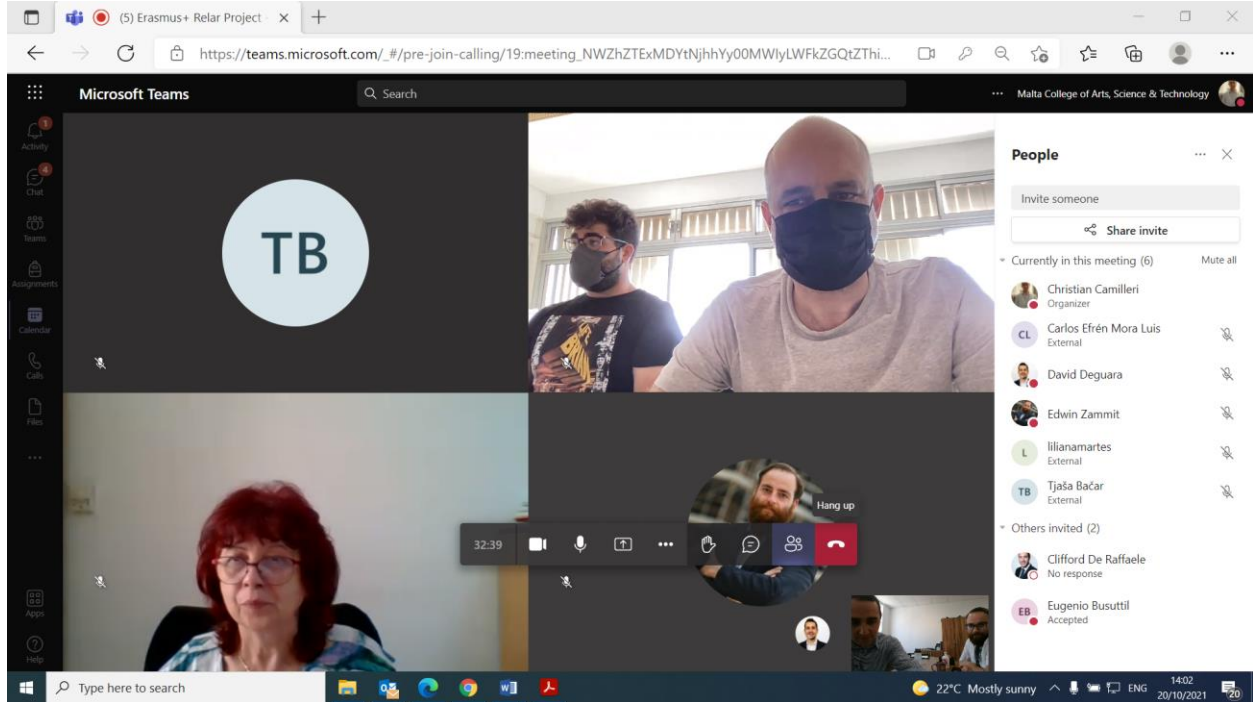 (5) Erasmus+ Relar Project
https://teams.microsoft.com/_#/pre-join-calling/19:meeting_NWZhZTExMDYtNjhhYy00MWIyLWFkZGQtZThi...
Microsoft Teams
Search
Malta College of Arts, Science & Technology
1
Activity
4
Chat
Teams
Assignments
Calendar
Calls
Files
Apps
Help
TB
32:39
Hang up
People
Invite someone
Share invite
Currently in this meeting (6) Mute all
Christian Camilleri
Organizer
CL Carlos Efrén Mora Luis
External
David Deguara
Edwin Zammit
L lilianamartes
External
TB Tjaša Bačar
External
Others invited (2)
Clifford De Raffaele
No response
EB Eugenio Busuttil
Accepted
Type here to search
22°C Mostly sunny
ENG
14:02
20/10/2021
20